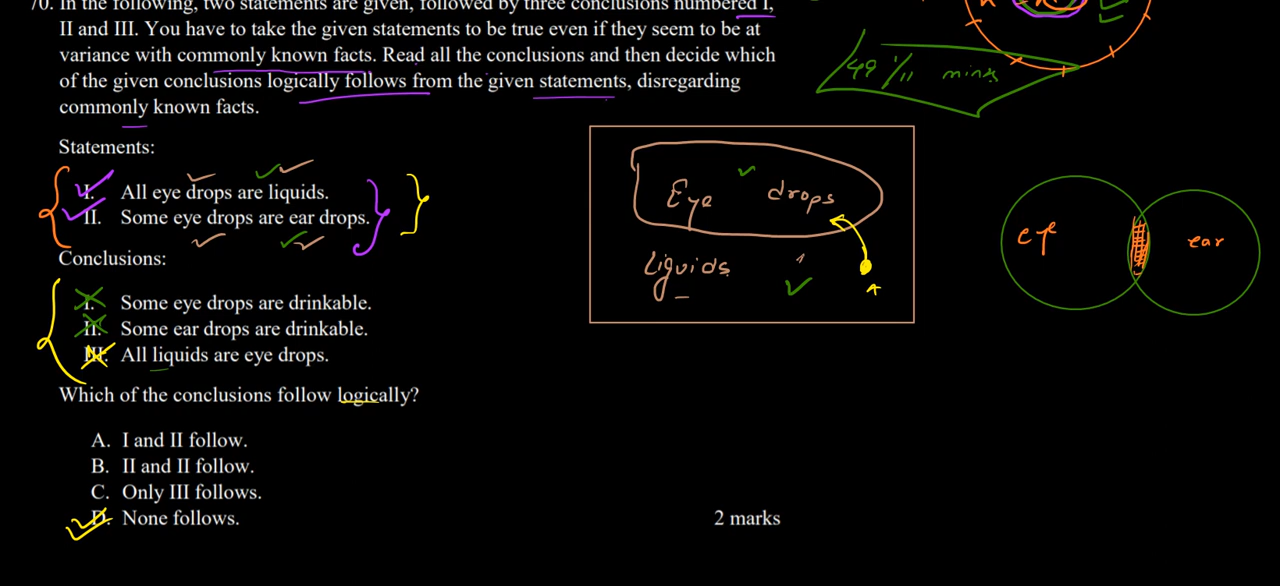 70. In the following, two statements are given, followed by three conclusions numbered I,
II and III. You have to take the given statements to be true even if they seem to be at
variance with commonly known facts. Read all the conclusions and then decide which
of the given conclusions logically follows from the given statements, disregarding
commonly known facts.
Statements:
I. All eye drops are liquids.
II. Some eye drops are ear drops.
Conclusions:
I. Some eye drops are drinkable.
II. Some ear drops are drinkable.
III. All liquids are eye drops.
Which of the conclusions follow logically?
A. I and II follow.
B. II and II follow.
C. Only III follows.
D. None follows.
2 marks
mins
Eye drops
Liquids
A
ear